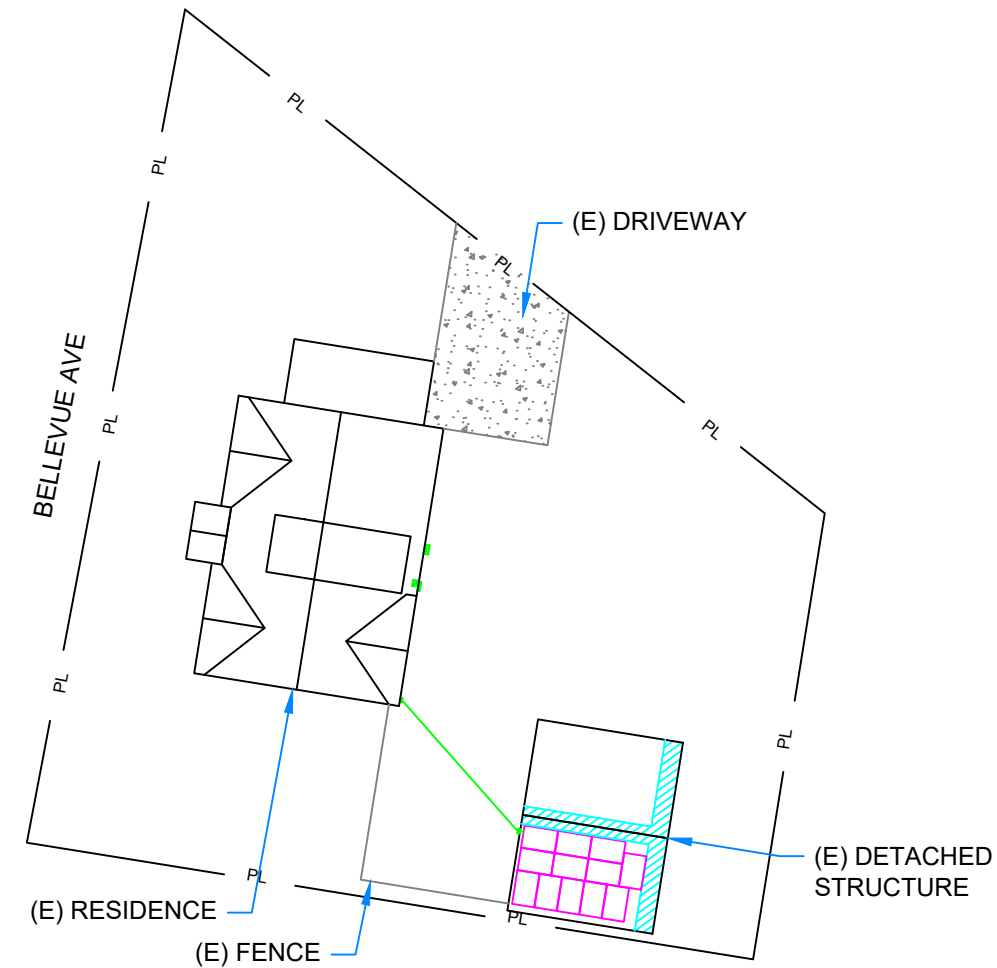 PL
PL
(E) DRIVEWAY
PL
BELLEVUE AVE
PL
PL
PL
PL
(E) DETACHED
STRUCTURE
PL
(E) RESIDENCE
PL
(E) FENCE